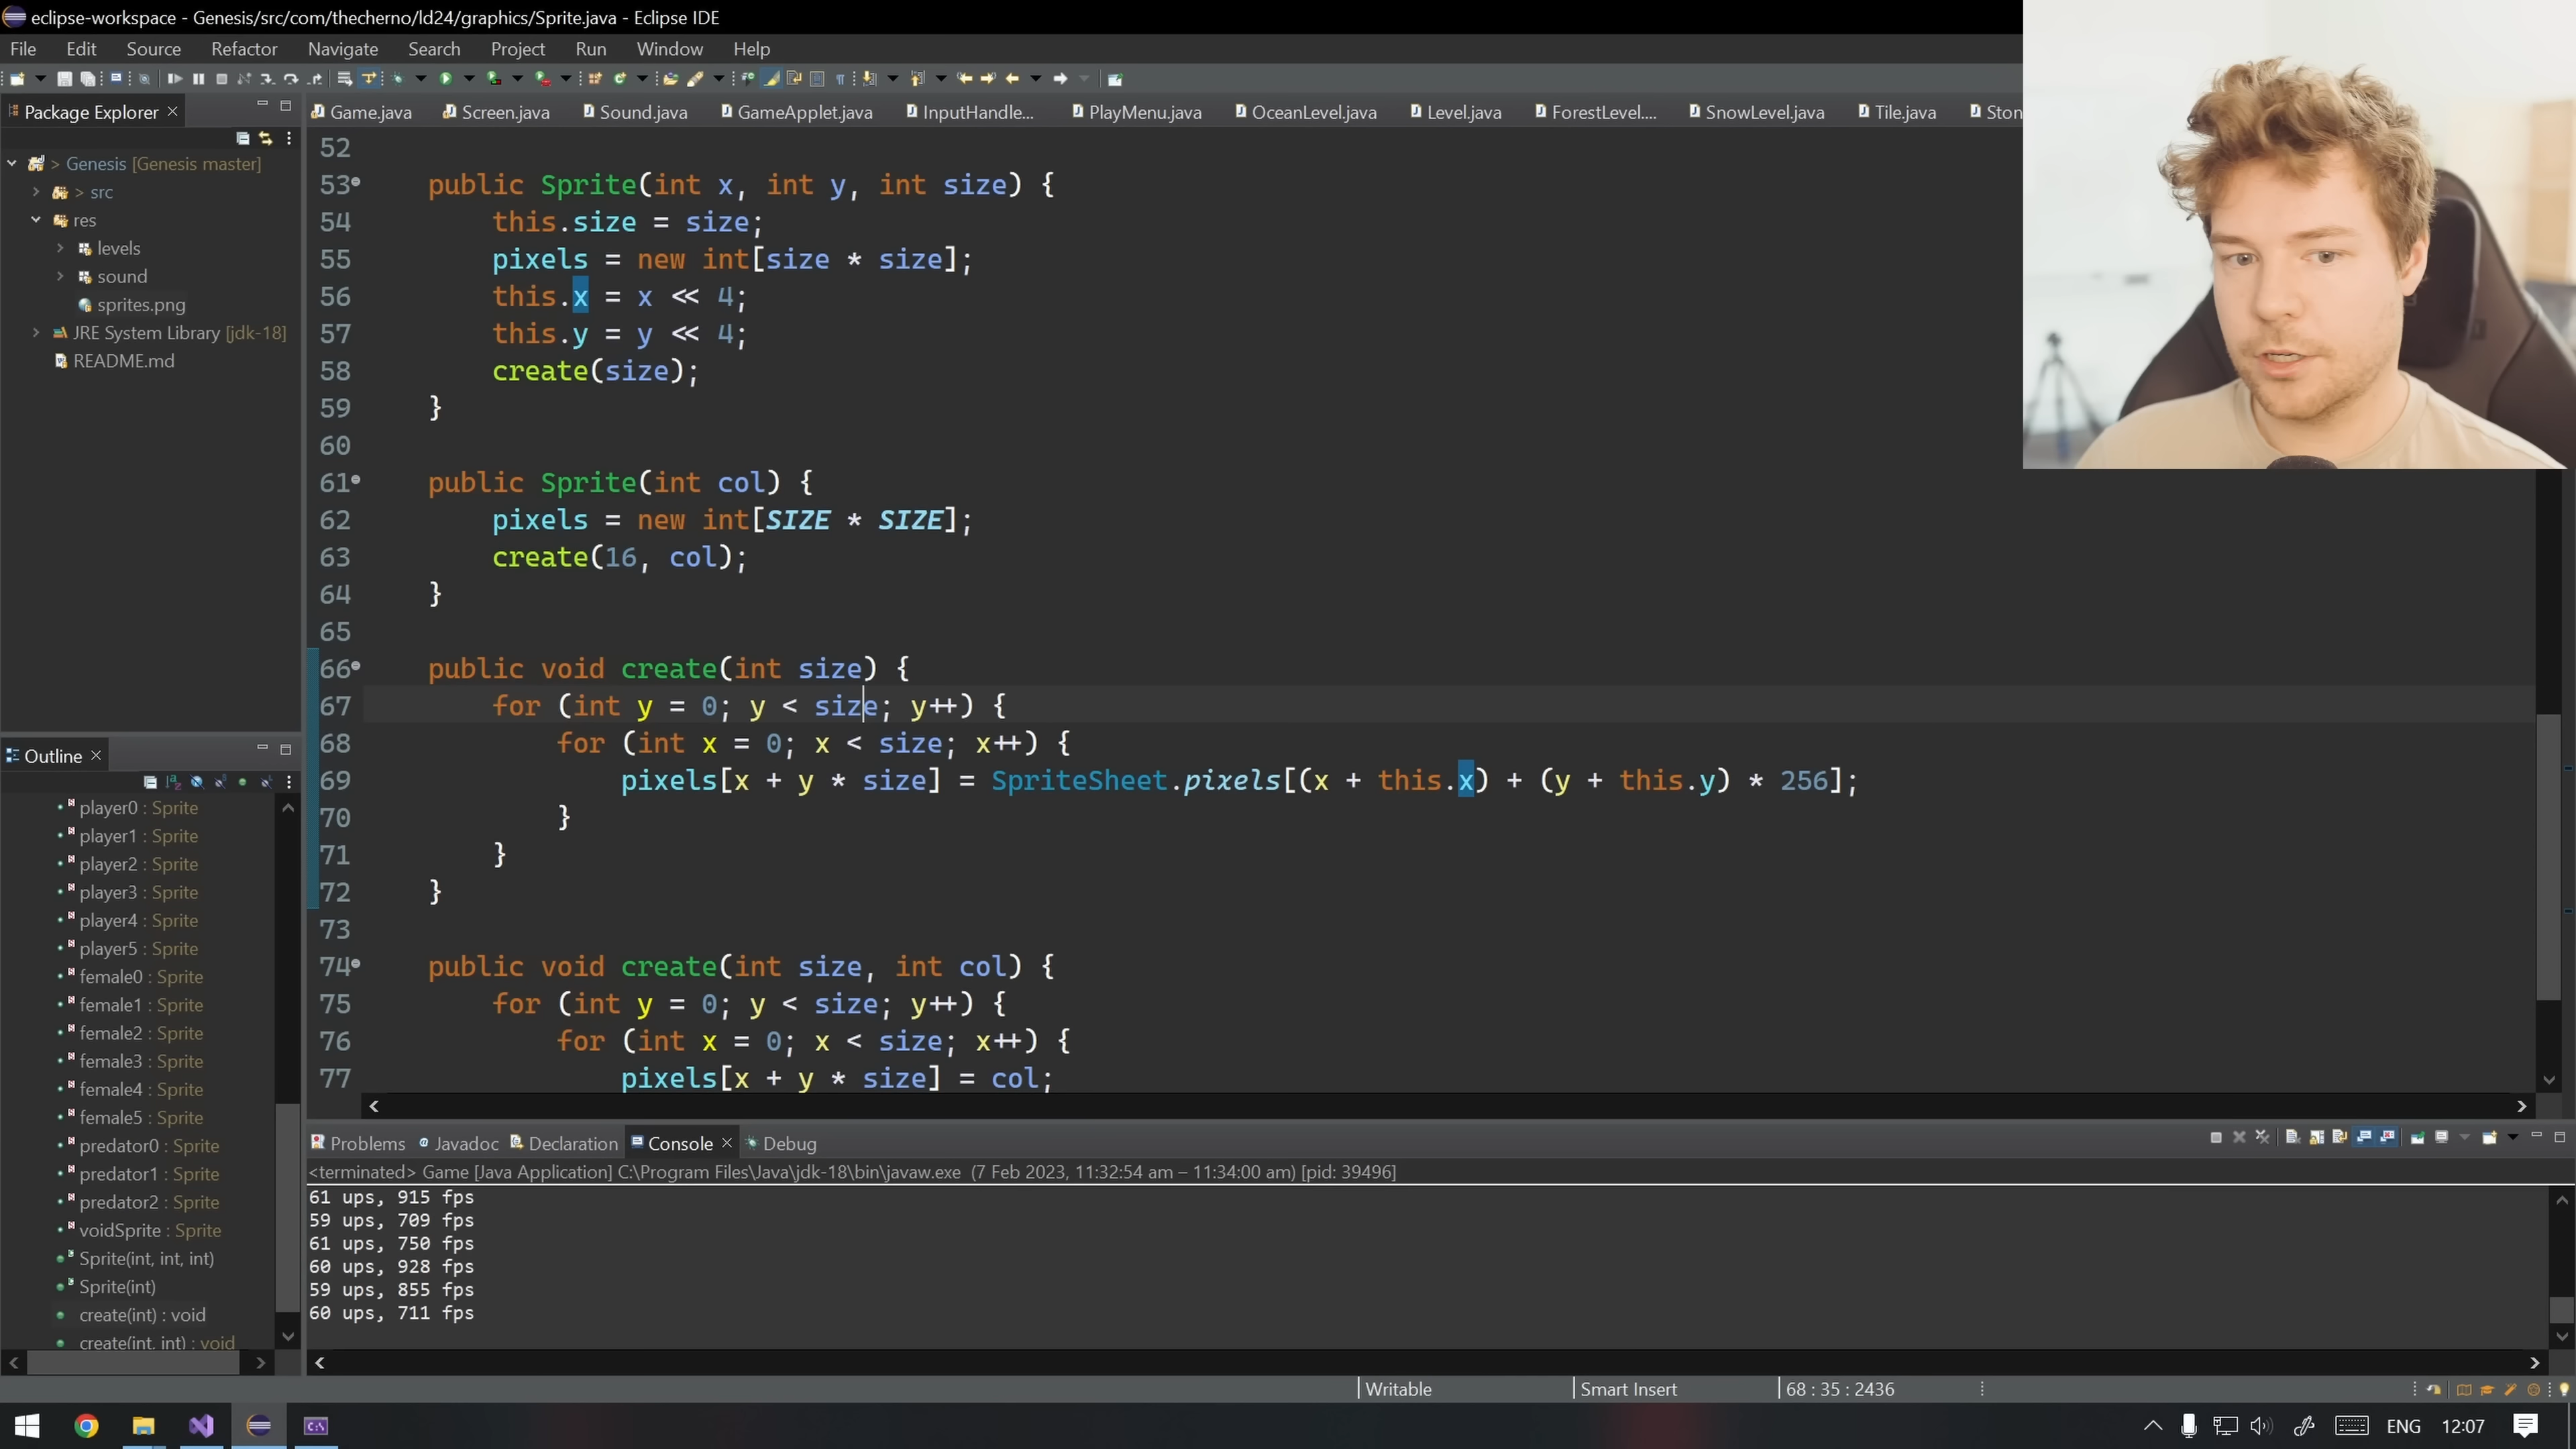 eclipse-workspace - Genesis/src/com/thecherno/ld24/graphics/Sprite.java - Eclipse IDE
File Edit Source Refactor Navigate Search Project Run Window Help
Package Explorer
Game.java Screen.java Sound.java GameApplet.java InputHandle... PlayMenu.java OceanLevel.java Level.java ForestLevel.... SnowLevel.java Tile.java Ston
> Genesis [Genesis master]
> src
res
levels
sound
sprites.png
JRE System Library [jdk-18]
README.md
52
53 public Sprite(int x, int y, int size) {
54 this.size = size;
55 pixels = new int[size * size];
56 this.x = x << 4;
57 this.y = y << 4;
58 create(size);
59 }
60
61 public Sprite(int col) {
62 pixels = new int[SIZE * SIZE];
63 create(16, col);
64 }
65
66 public void create(int size) {
67 for (int y = 0; y < size; y++) {
68 for (int x = 0; x < size; x++) {
69 pixels[x + y * size] = SpriteSheet.pixels[(x + this.x) + (y + this.y) * 256];
70 }
71 }
72 }
73
74 public void create(int size, int col) {
75 for (int y = 0; y < size; y++) {
76 for (int x = 0; x < size; x++) {
77 pixels[x + y * size] = col;
Outline
player0 : Sprite
player1 : Sprite
player2 : Sprite
player3 : Sprite
player4 : Sprite
player5 : Sprite
female0 : Sprite
female1 : Sprite
female2 : Sprite
female3 : Sprite
female4 : Sprite
female5 : Sprite
predator0 : Sprite
predator1 : Sprite
predator2 : Sprite
voidSprite : Sprite
Sprite(int, int, int)
Sprite(int)
create(int) : void
create(int, int) : void
Problems Javadoc Declaration Console Debug
<terminated> Game [Java Application] C:\Program Files\Java\jdk-18\bin\javaw.exe (7 Feb 2023, 11:32:54 am – 11:34:00 am) [pid: 39496]
61 ups, 915 fps
59 ups, 709 fps
61 ups, 750 fps
60 ups, 928 fps
59 ups, 855 fps
60 ups, 711 fps
Writable Smart Insert 68 : 35 : 2436
ENG 12:07